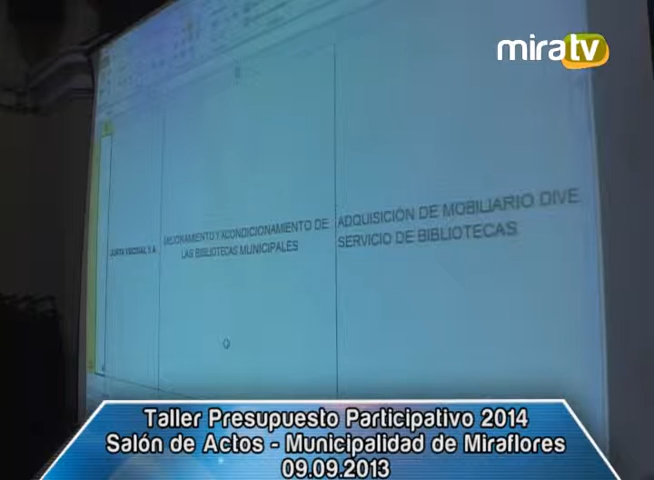 miratv
JUNTA VECINAL 5 A
MEJORAMIENTO Y ACONDICIONAMIENTO DE
LAS BIBLIOTECAS MUNICIPALES
ADQUISICIÓN DE MOBILIARIO DIVE
SERVICIO DE BIBLIOTECAS
Taller Presupuesto Participativo 2014
Salón de Actos - Municipalidad de Miraflores
09.09.2013